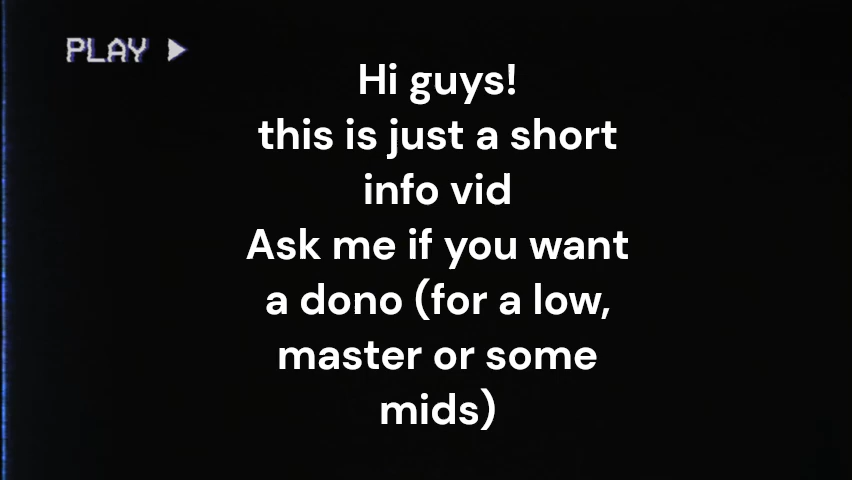 PLAY
Hi guys!
this is just a short
info vid
Ask me if you want
a dono (for a low,
master or some
mids)